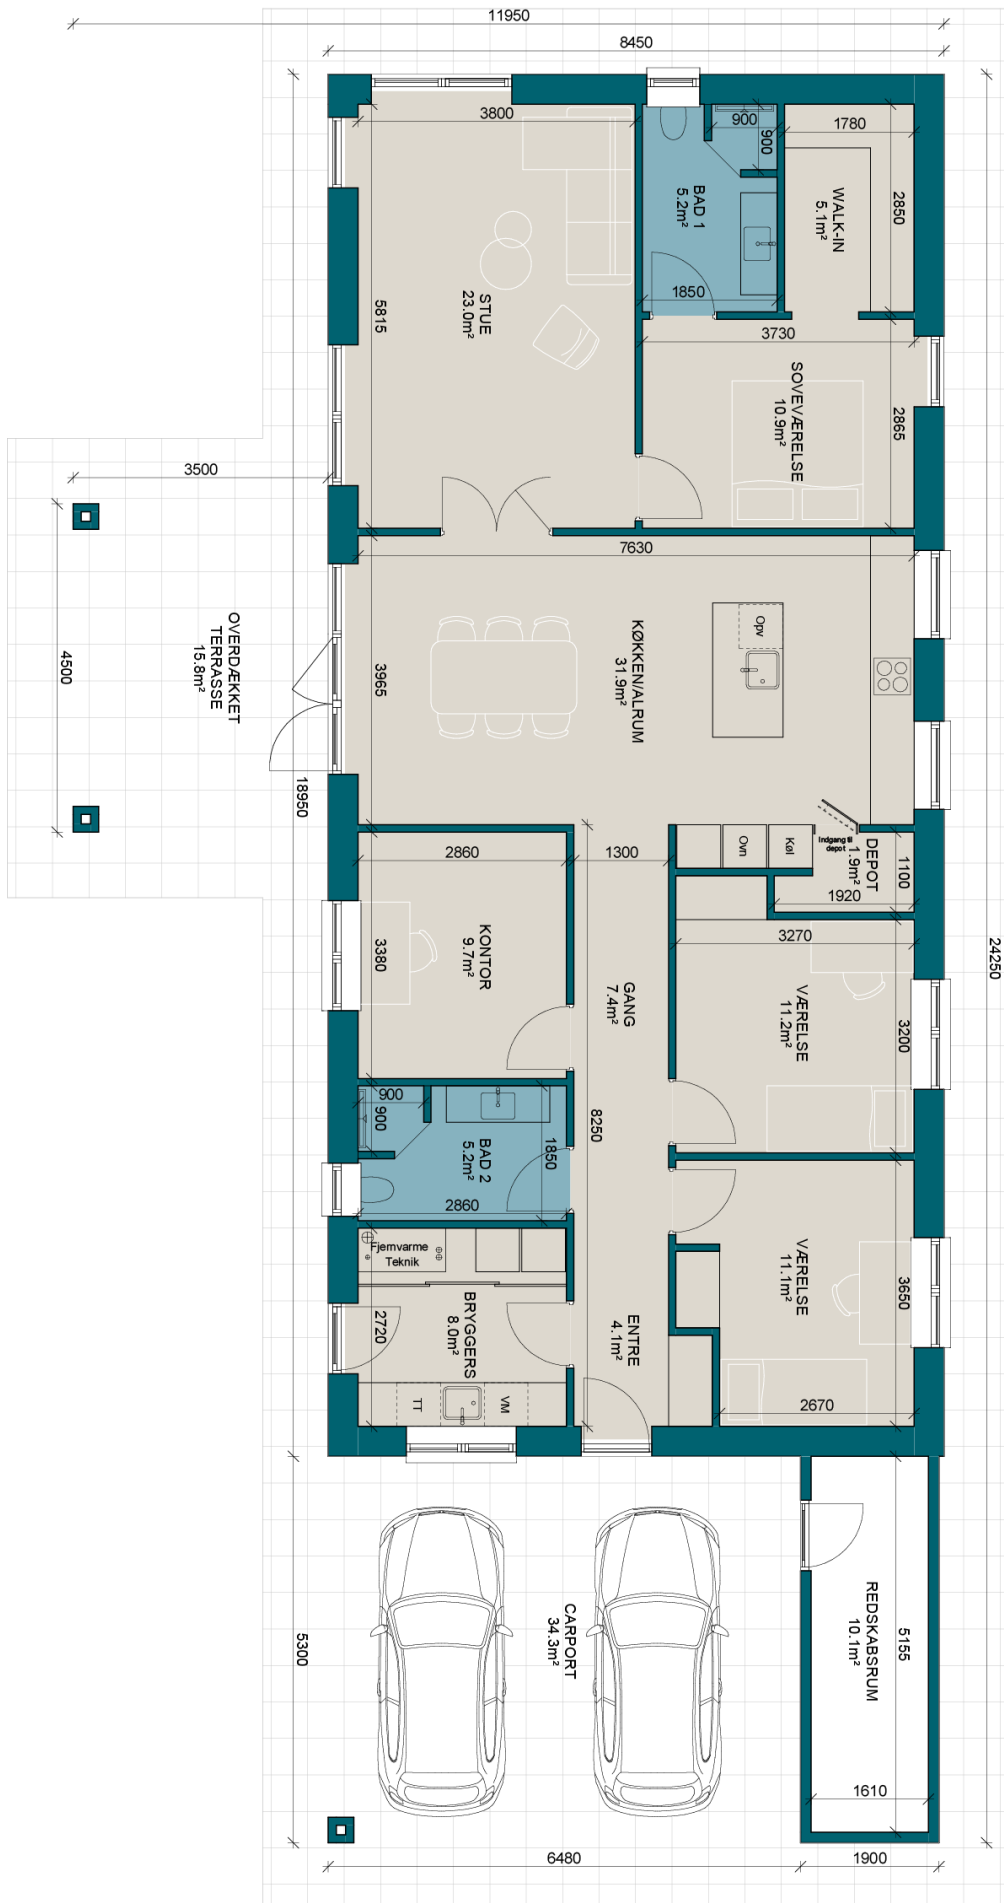 11950
8450
3800
900
900
1780
2850
BAD 1
5.2m²
WALK-IN
5.1m²
5815
STUE
23.0m²
1850
3730
SOVEVÆRELSE
10.9m²
2865
3500
7630
4500
OVERDÆKKET
TERRASSE
15.8m²
3965
KØKKEN/ALRUM
31.9m²
Opv
18950
2860
1300
Ovn
Køl
Indgang til
depot
DEPOT
1.9m²
1100
1920
3380
KONTOR
9.7m²
GANG
7.4m²
3270
VÆRELSE
11.2m²
3200
24250
900
900
BAD 2
5.2m²
1850
2860
8250
Fjernvarme
Teknik
BRYGGERS
8.0m²
2720
TT
VM
ENTRE
4.1m²
VÆRELSE
11.1m²
3650
2670
5300
CARPORT
34.3m²
REDSKABSRUM
10.1m²
5155
1610
6480
1900